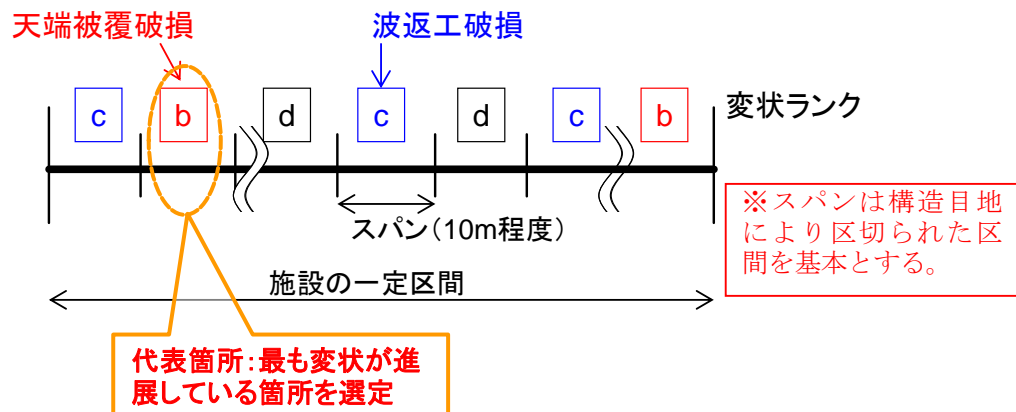 天端被覆破損
波返工破損
c
b
d
c
d
c
b
変状ランク
スパン(10m程度)
※スパンは構造目地
により区切られた区
間を基本とする。
施設の一定区間
代表箇所:最も変状が進
展している箇所を選定